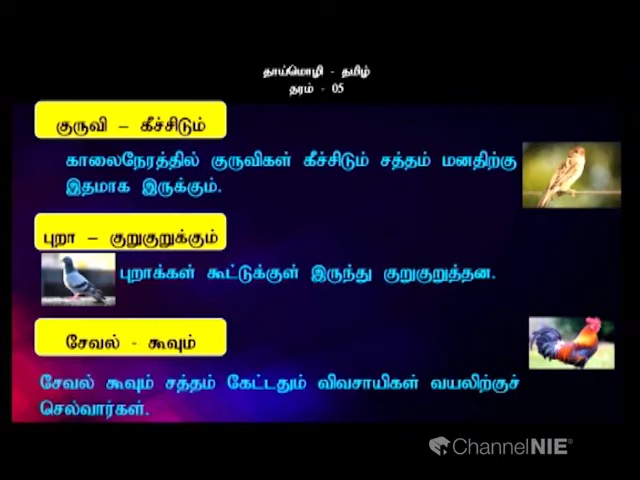 தாய்மொழி - தமிழ்
தரம் - 05
குருவி – கீச்சிடும்
காலைநேரத்தில் குருவிகள் கீச்சிடும் சத்தம் மனதிற்கு
இதமாக இருக்கும்.
புறா – குறுகுறுக்கும்
புறாக்கள் கூட்டுக்குள் இருந்து குறுகுறுத்தன.
சேவல் - கூவும்
சேவல் கூவும் சத்தம் கேட்டதும் விவசாயிகள் வயலிற்குச்
செல்வார்கள்.
ChannelNIE